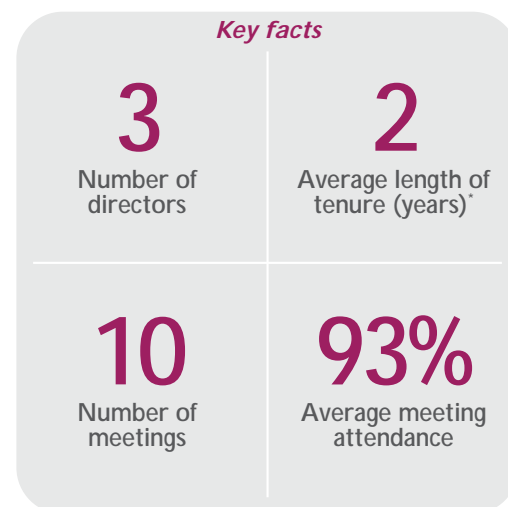 Key facts
3
Number of
directors
2
Average length of
tenure (years)*
10
Number of
meetings
93%
Average meeting
attendance